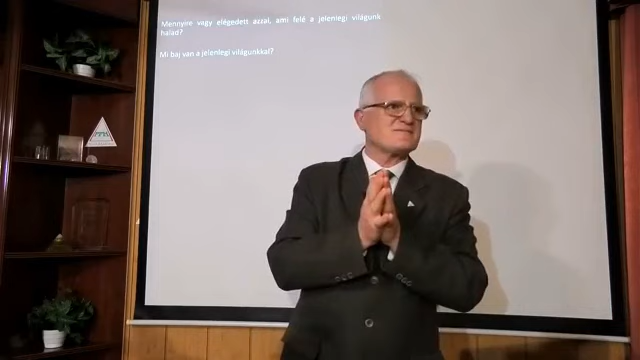 Mennyire vagy elégedett azzal, ami felé a jelenlegi világunk
halad?
Mi baj van a jelenlegi világunkkal?